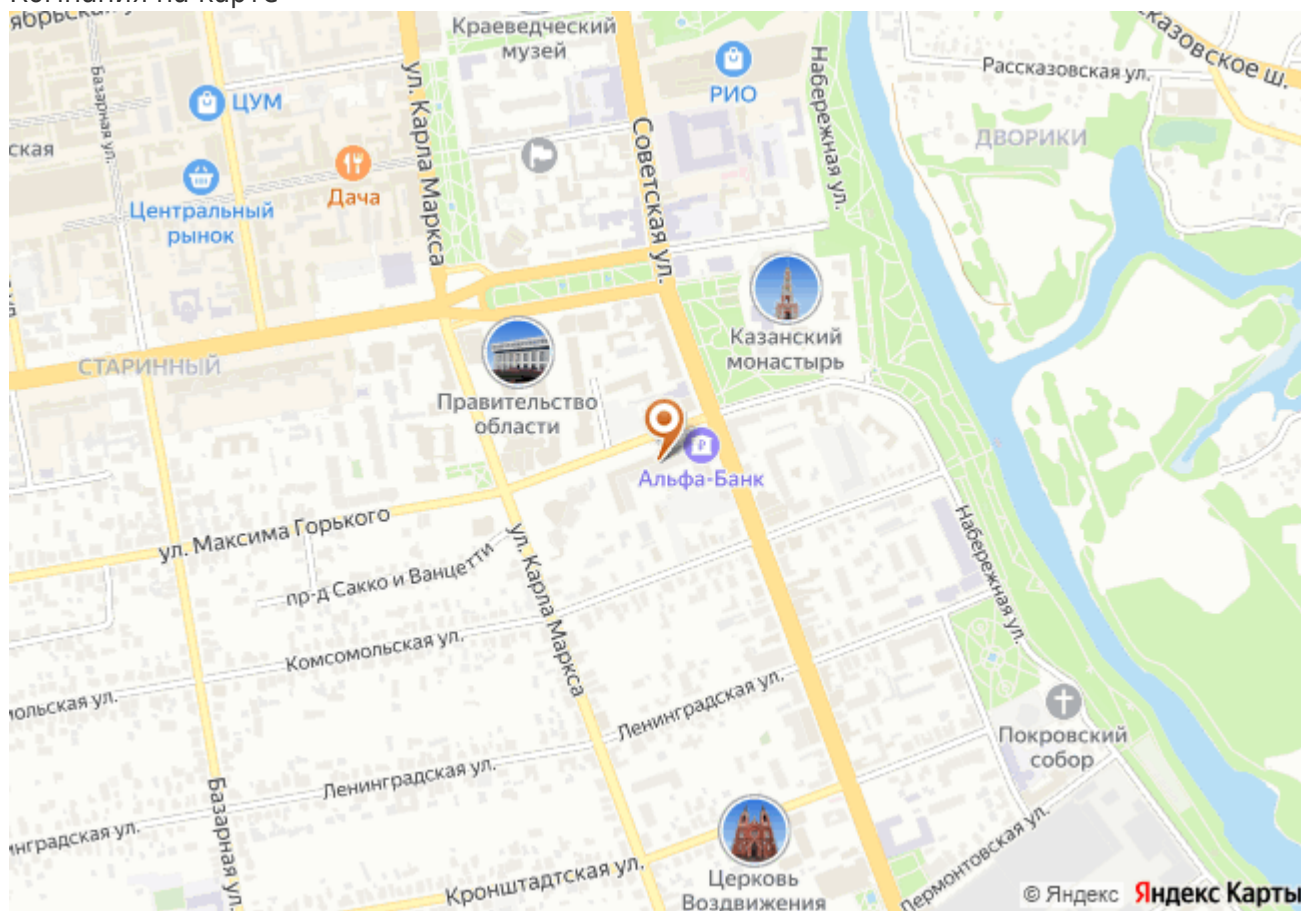 Компания на карте
Краеведческий
музей
Базарная ул.
ул. Карла Маркса
ЦУМ
РИО
Советская ул.
Набережная ул.
Рассказовская ул.
казовское ш.
ДВОРИКИ
ская
Дача
Центральный
рынок
Казанский
монастырь
СТАРИННЫЙ
Правительство
области
Альфа-Банк
ул. Максима Горького
пр-д Сакко и Ванцетти
ул. Карла Маркса
Набережная ул.
Комсомольская ул.
мольская ул.
Ленинградская ул.
Покровский
собор
Ленинградская ул.
Базарная ул.
нградская ул.
Кронштадтская ул.
Церковь
Воздвижения
Лермонтовская ул.
© Яндекс Яндекс Карты